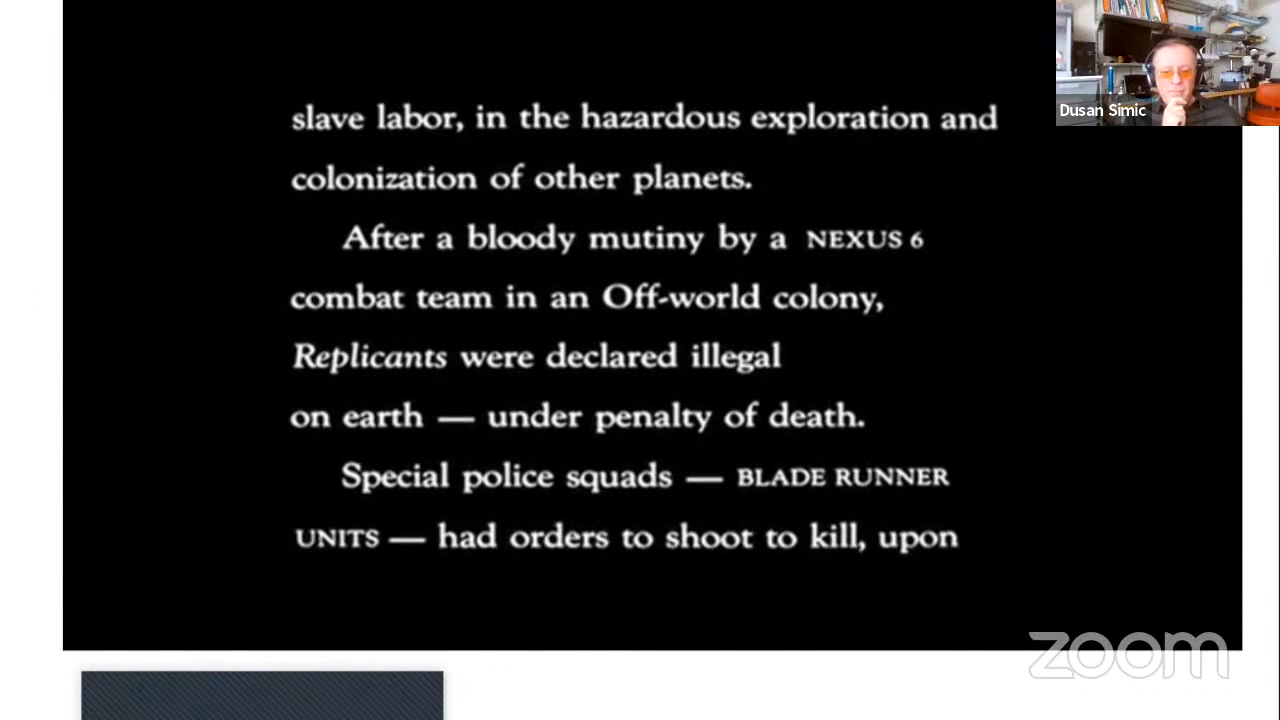 slave labor, in the hazardous exploration and
colonization of other planets.
After a bloody mutiny by a NEXUS 6
combat team in an Off-world colony,
Replicants were declared illegal
on earth — under penalty of death.
Special police squads — BLADE RUNNER
UNITS — had orders to shoot to kill, upon
Dusan Simic
zoom